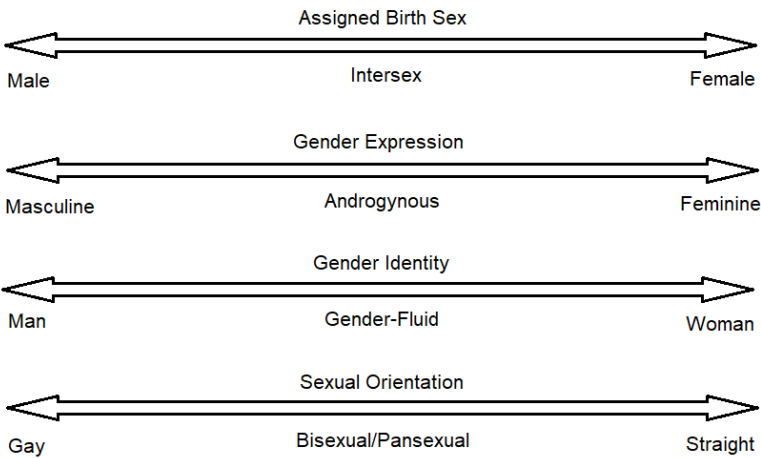 Assigned Birth Sex
Male Intersex Female
Gender Expression
Masculine Androgynous Feminine
Gender Identity
Man Gender-Fluid Woman
Sexual Orientation
Gay Bisexual/Pansexual Straight